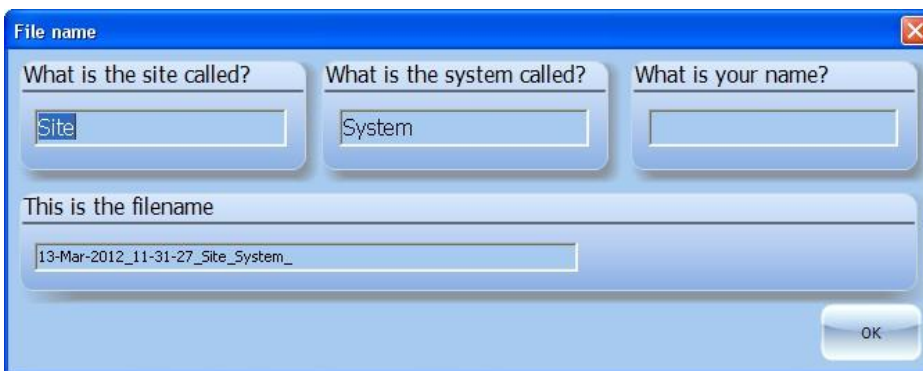 File name
What is the site called?
What is the system called?
What is your name?
Site
System
This is the filename
13-Mar-2012_11-31-27_Site_System_
OK